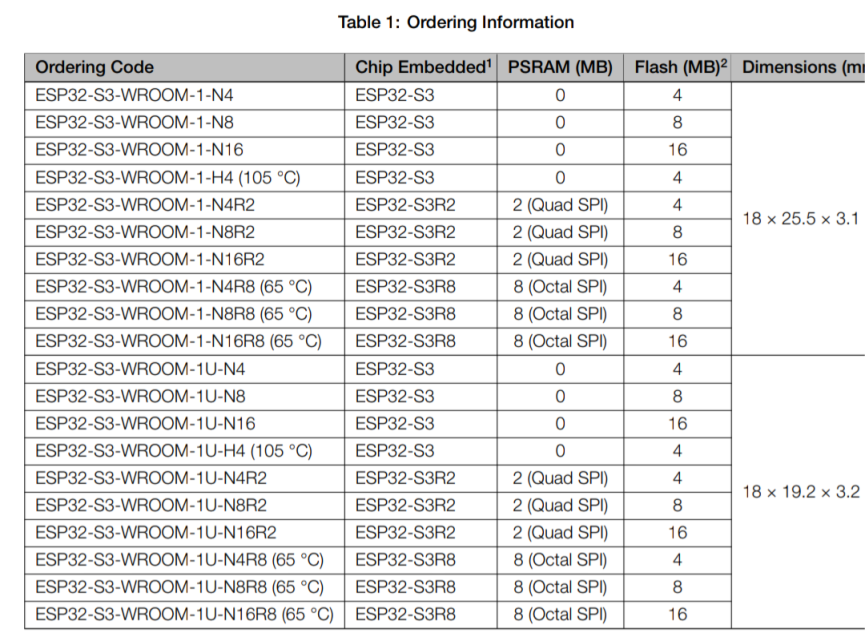 Table 1: Ordering Information
Ordering Code Chip Embedded¹ PSRAM (MB) Flash (MB)² Dimensions
ESP32-S3-WROOM-1-N4 ESP32-S3 0 4
ESP32-S3-WROOM-1-N8 ESP32-S3 0 8
ESP32-S3-WROOM-1-N16 ESP32-S3 0 16
ESP32-S3-WROOM-1-H4 (105 °C) ESP32-S3 0 4
ESP32-S3-WROOM-1-N4R2 ESP32-S3R2 2 (Quad SPI) 4
18 × 25.5 × 3.1
ESP32-S3-WROOM-1-N8R2 ESP32-S3R2 2 (Quad SPI) 8
ESP32-S3-WROOM-1-N16R2 ESP32-S3R2 2 (Quad SPI) 16
ESP32-S3-WROOM-1-N4R8 (65 °C) ESP32-S3R8 8 (Octal SPI) 4
ESP32-S3-WROOM-1-N8R8 (65 °C) ESP32-S3R8 8 (Octal SPI) 8
ESP32-S3-WROOM-1-N16R8 (65 °C) ESP32-S3R8 8 (Octal SPI) 16
ESP32-S3-WROOM-1U-N4 ESP32-S3 0 4
ESP32-S3-WROOM-1U-N8 ESP32-S3 0 8
ESP32-S3-WROOM-1U-N16 ESP32-S3 0 16
ESP32-S3-WROOM-1U-H4 (105 °C) ESP32-S3 0 4
ESP32-S3-WROOM-1U-N4R2 ESP32-S3R2 2 (Quad SPI) 4
18 × 19.2 × 3.2
ESP32-S3-WROOM-1U-N8R2 ESP32-S3R2 2 (Quad SPI) 8
ESP32-S3-WROOM-1U-N16R2 ESP32-S3R2 2 (Quad SPI) 16
ESP32-S3-WROOM-1U-N4R8 (65 °C) ESP32-S3R8 8 (Octal SPI) 4
ESP32-S3-WROOM-1U-N8R8 (65 °C) ESP32-S3R8 8 (Octal SPI) 8
ESP32-S3-WROOM-1U-N16R8 (65 °C) ESP32-S3R8 8 (Octal SPI) 16